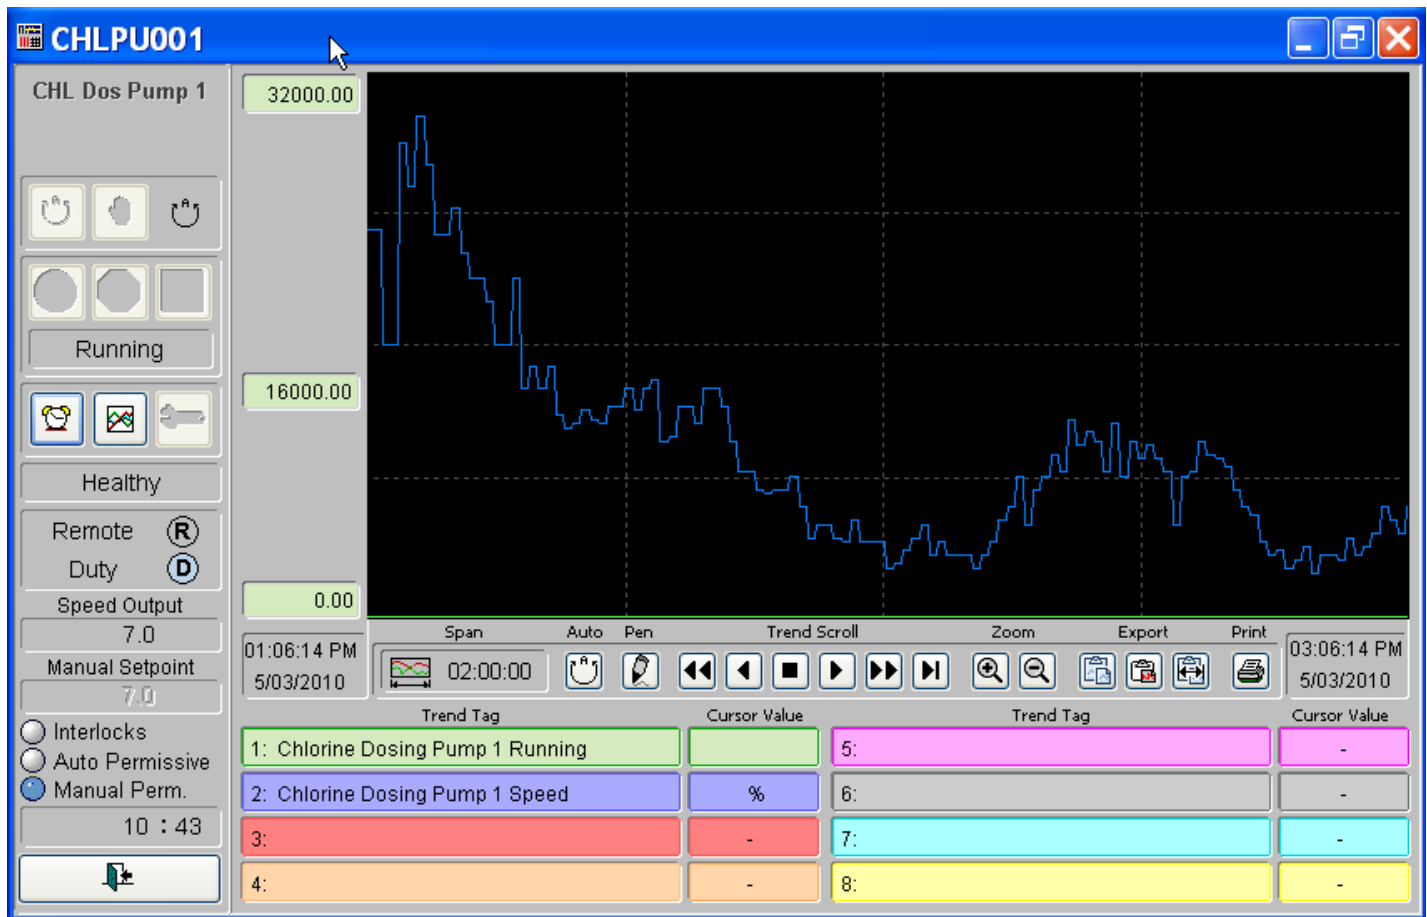 CHLPU001
CHL Dos Pump 1
Running
Healthy
Remote R
Duty D
Speed Output
7.0
Manual Setpoint
7.0
Interlocks
Auto Permissive
Manual Perm.
10 : 43
32000.00
16000.00
0.00
01:06:14 PM
5/03/2010
Span Auto Pen Trend Scroll Zoom Export Print
02:00:00
03:06:14 PM
5/03/2010
Trend Tag Cursor Value Trend Tag Cursor Value
1: Chlorine Dosing Pump 1 Running 5: -
2: Chlorine Dosing Pump 1 Speed % 6: -
3: - 7: -
4: - 8: -